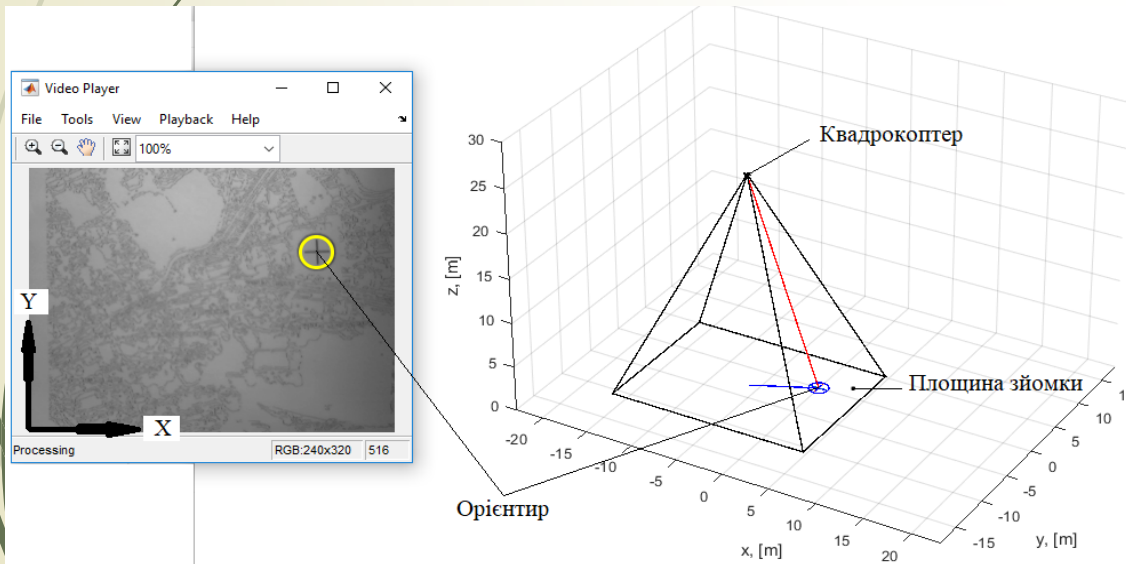 Video Player
File Tools View Playback Help
100%
Y
X
Processing RGB:240x320 516
Квадрокоптер
Площина зйомки
Орієнтир
z, [m]
30
25
20
15
10
5
0
-20
-15
-10
-5
0
5
10
15
20
x, [m]
-15
-10
-5
0
5
10
y, [m]